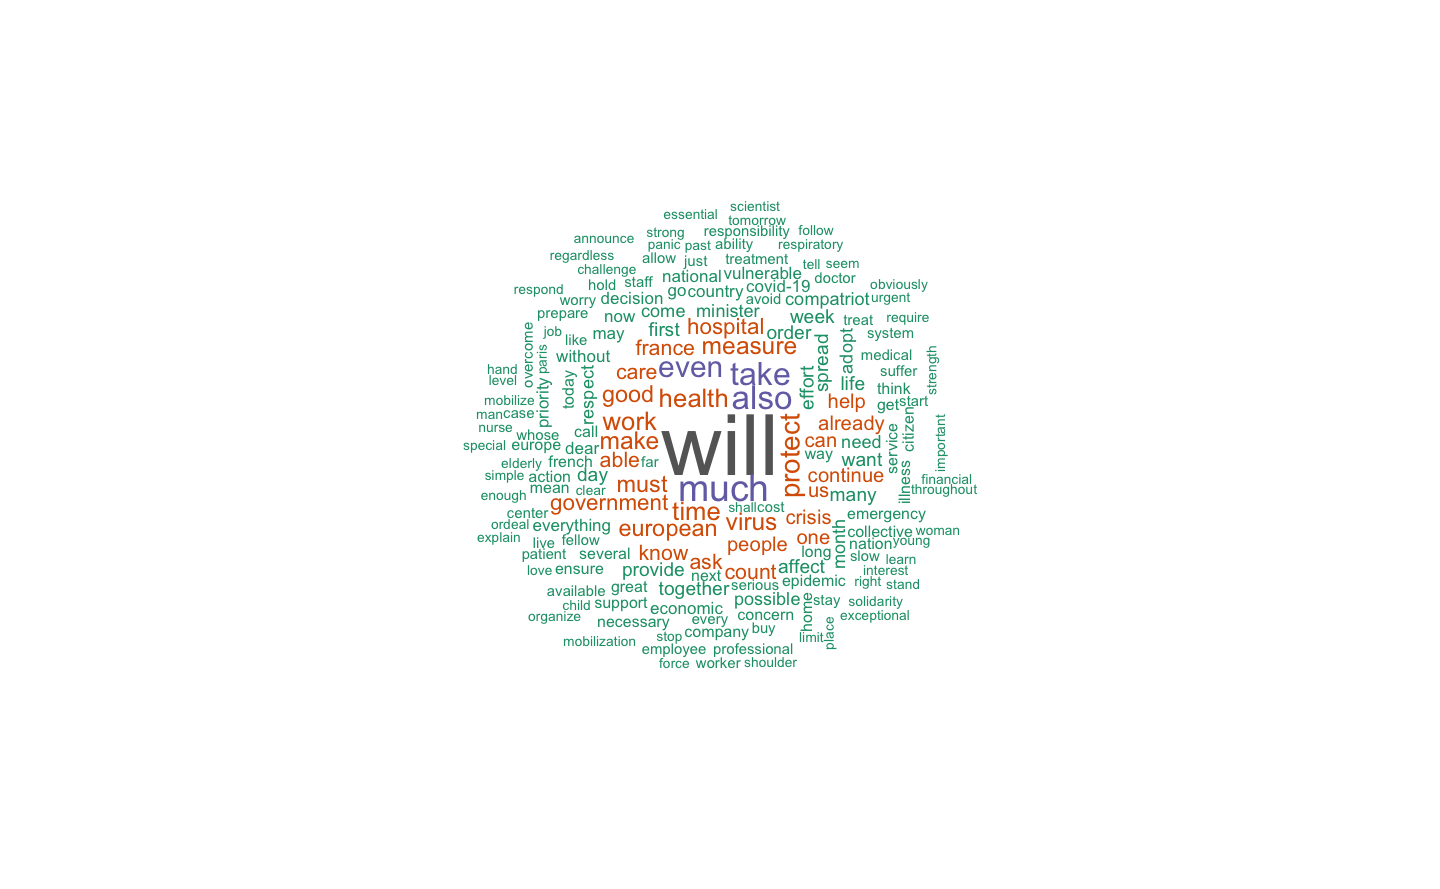 scientist
essential
tomorrow
strong
responsibility
follow
announce
panic
past
ability
respiratory
regardless
allow
just
treatment
tell
seem
challenge
national
vulnerable
doctor
respond
hold
staff
go
country
covid-19
obviously
worry
decision
avoid
compatriot
urgent
prepare
now
come
minister
week
treat
require
job
like
may
first
hospital
order
system
overcome
paris
without
france
measure
spread
adopt
medical
hand
level
today
care
even
take
effort
life
suffer
strength
priority
respect
good
health
also
help
think
get
start
mobilize
man
case
work
protect
already
citizen
important
nurse
whose
call
make
will
can
need
service
special
europe
dear
able
far
way
want
elderly
french
simple
action
day
continue
illness
financial
mean
clear
must
much
us
many
throughout
enough
government
time
shall
cost
center
virus
crisis
emergency
ordeal
everything
european
month
collective
woman
explain
live
fellow
people
one
nation
young
patient
several
know
ask
long
slow
learn
love
ensure
provide
next
count
affect
interest
available
great
together
serious
epidemic
right
stand
child
support
economic
possible
home
stay
solidarity
organize
necessary
every
concern
place
exceptional
mobilization
stop
company
buy
limit
employee
professional
force
worker
shoulder